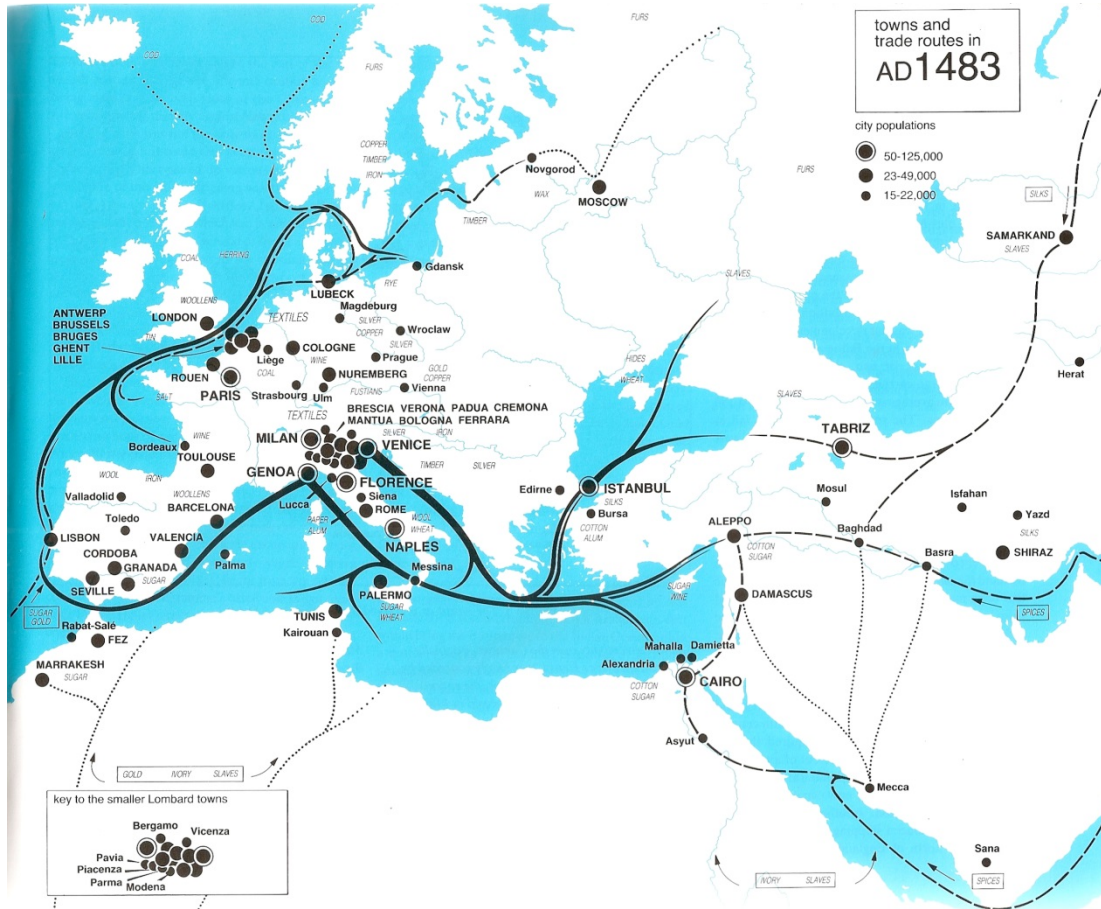 towns and
trade routes in
AD1483
city populations
50-125,000
23-49,000
15-22,000
COD
COD
FURS
FURS
FURS
FURS
COPPER
TIMBER
IRON
Novgorod
WAX
MOSCOW
TIMBER
SILKS
SAMARKAND
SLAVES
COAL
HERRING
Gdansk
RYE
SLAVES
LUBECK
WOOLLENS
Magdeburg
SILVER
ANTWERP
BRUSSELS
BRUGES
GHENT
LILLE
LONDON
TEXTILES
COPPER
Wroclaw
SILVER
TIN
Liège
COAL
COLOGNE
WINE
Prague
GOLD
COPPER
HIDES
WHEAT
Herat
ROUEN
PARIS
NUREMBERG
Strasbourg
Ulm
FUSTIANS
Vienna
SALT
TEXTILES
BRESCIA VERONA PADUA CREMONA
MANTUA BOLOGNA FERRARA
SILVER
IRON
SLAVES
Bordeaux
WINE
MILAN
VENICE
TABRIZ
TOULOUSE
GENOA
TIMBER
SILVER
WOOL
IRON
FLORENCE
Edirne
ISTANBUL
SILKS
Mosul
Isfahan
Valladolid
WOOLLENS
Siena
Bursa
Yazd
BARCELONA
Lucca
ROME
WOOL
WHEAT
COTTON
ALUM
SILKS
Toledo
PAPER
ALUM
NAPLES
ALEPPO
Baghdad
LISBON
VALENCIA
COTTON
SUGAR
Basra
SHIRAZ
CORDOBA
GRANADA
SUGAR
Palma
Messina
SEVILLE
PALERMO
SUGAR
WHEAT
SUGAR
WINE
DAMASCUS
SUGAR
GOLD
TUNIS
SPICES
Rabat-Salé
FEZ
Kairouan
Mahalla
Damietta
MARRAKESH
SUGAR
Alexandria
COTTON
SUGAR
CAIRO
Asyut
GOLD IVORY SLAVES
Mecca
key to the smaller Lombard towns
Bergamo
Vicenza
Pavia
Piacenza
Parma
Modena
Sana
IVORY SLAVES
SPICES